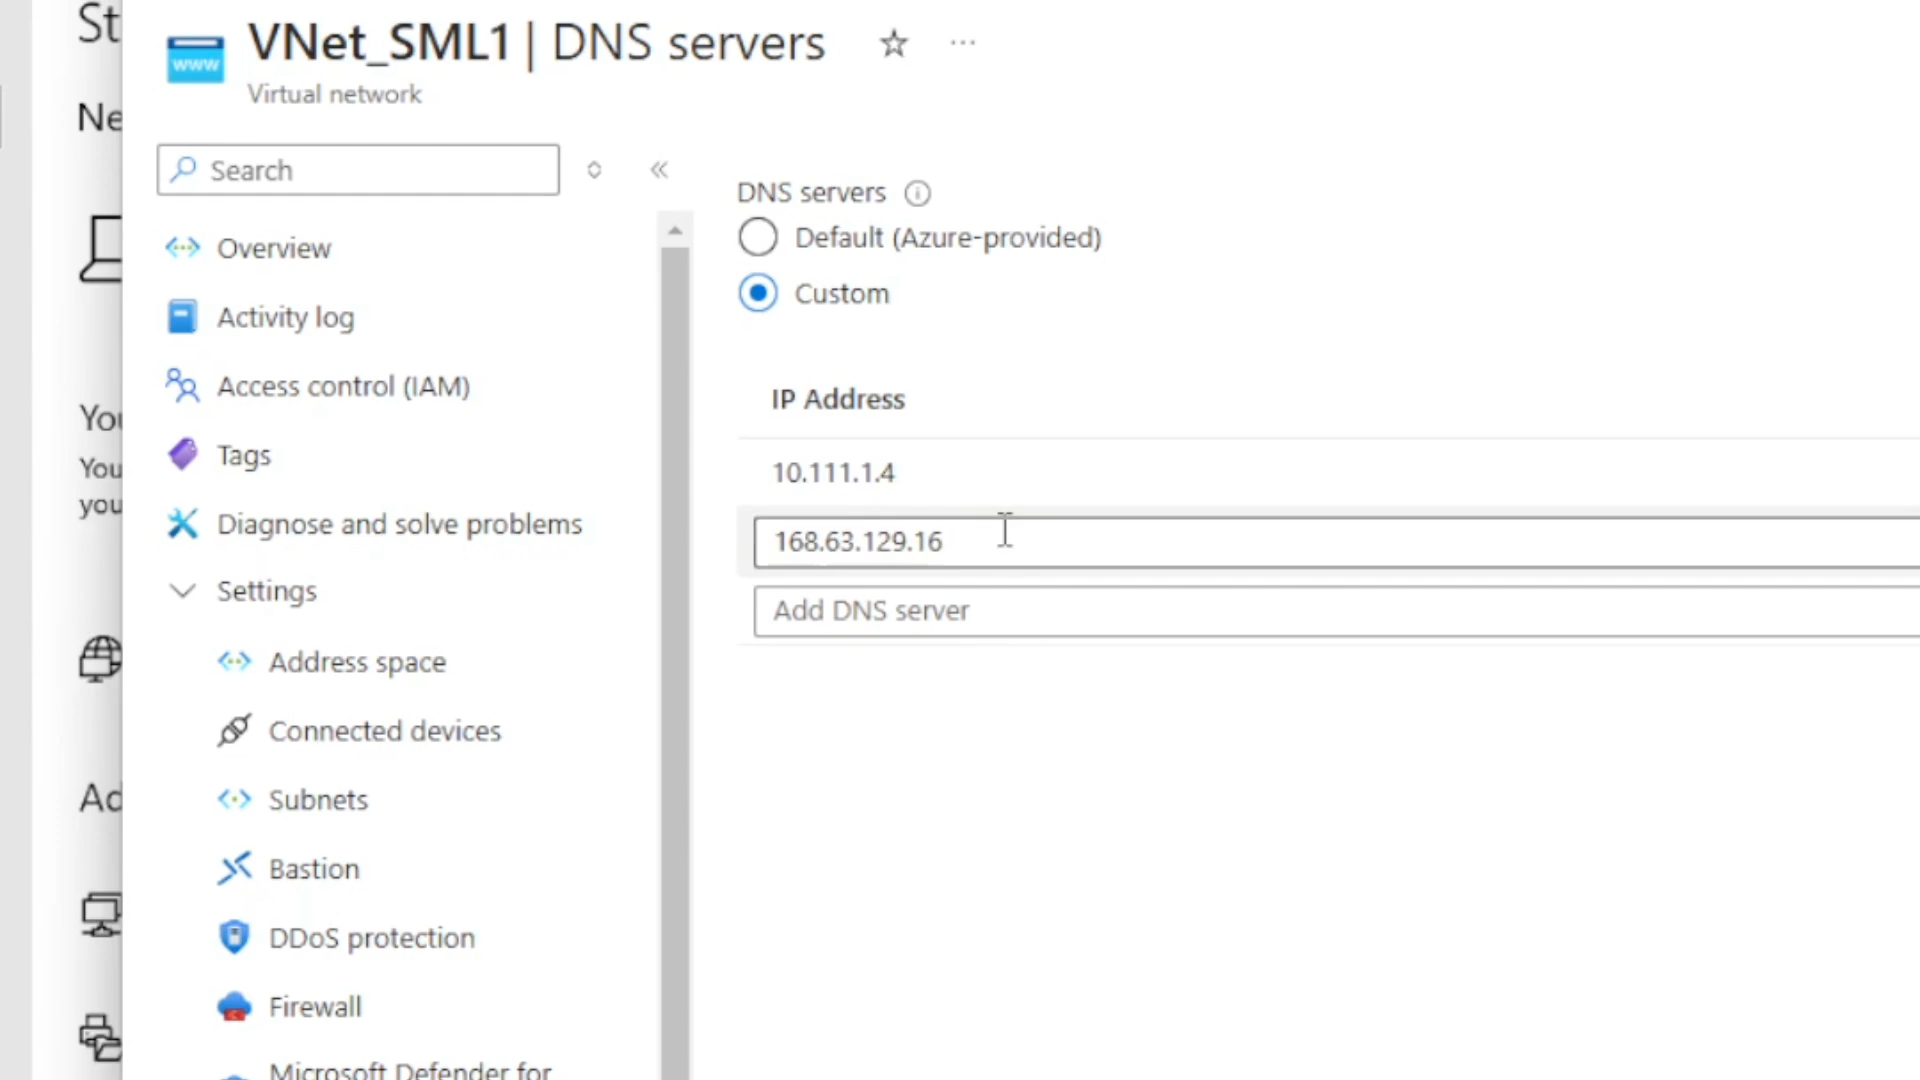 St
VNet_SML1 | DNS servers
www
Virtual network
Ne
Search
DNS servers
Default (Azure-provided)
Custom
Overview
Activity log
Access control (IAM)
Tags
Diagnose and solve problems
Settings
Address space
Connected devices
Subnets
Bastion
DDoS protection
Firewall
Microsoft Defender for
IP Address
10.111.1.4
168.63.129.16
Add DNS server
You
You
you
Ad